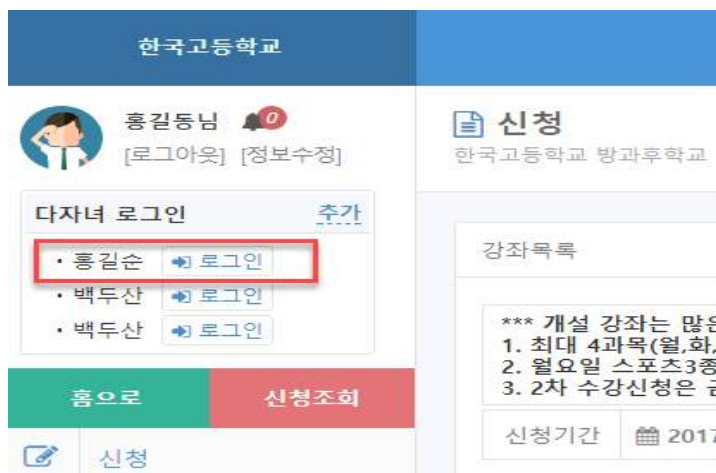 한국고등학교
홍길동님 0
[로그아웃] [정보수정]
다자녀 로그인 추가
• 홍길순 로그인
• 백두산 로그인
• 백두산 로그인
홈으로 신청조회
신청
신청
한국고등학교 방과후학교
강좌목록
*** 개설 강좌는 많은
1. 최대 4과목(월,화,
2. 월요일 스포츠3종
3. 2차 수강신청은
신청기간 2017